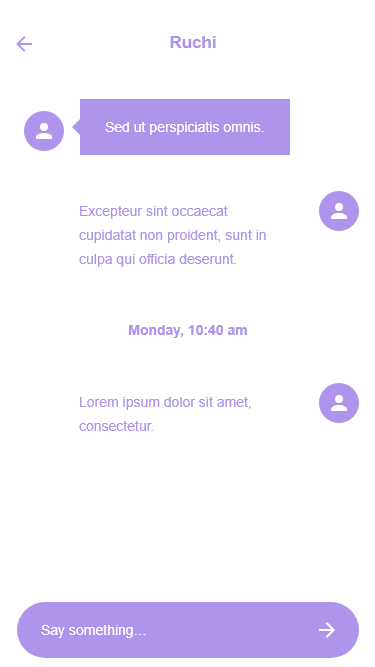 Ruchi
Sed ut perspiciatis omnis.
Excepteur sint occaecat
cupidatat non proident, sunt in
culpa qui officia deserunt.
Monday, 10:40 am
Lorem ipsum dolor sit amet,
consectetur.
Say something...